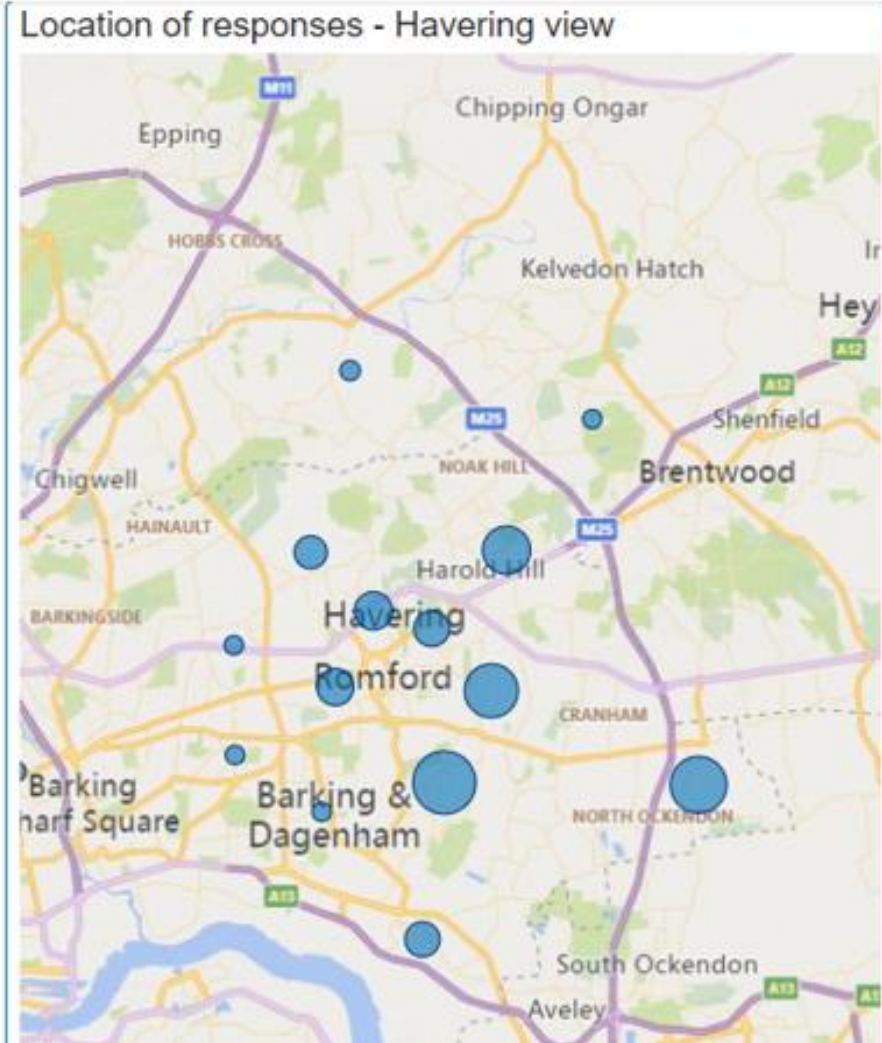 Location of responses - Havering view
M11
Chipping Ongar
Epping
HOBBS CROSS
Kelvedon Hatch
Hey
A12
A12
Shenfield
M25
NOAK HILL
Brentwood
Chigwell
HAINAULT
M25
Harold Hill
BARKINGSIDE
Havering
Romford
CRANHAM
Barking
harf Square
Barking &
Dagenham
NORTH OCKENDON
A13
South Ockendon
A13
Aveley